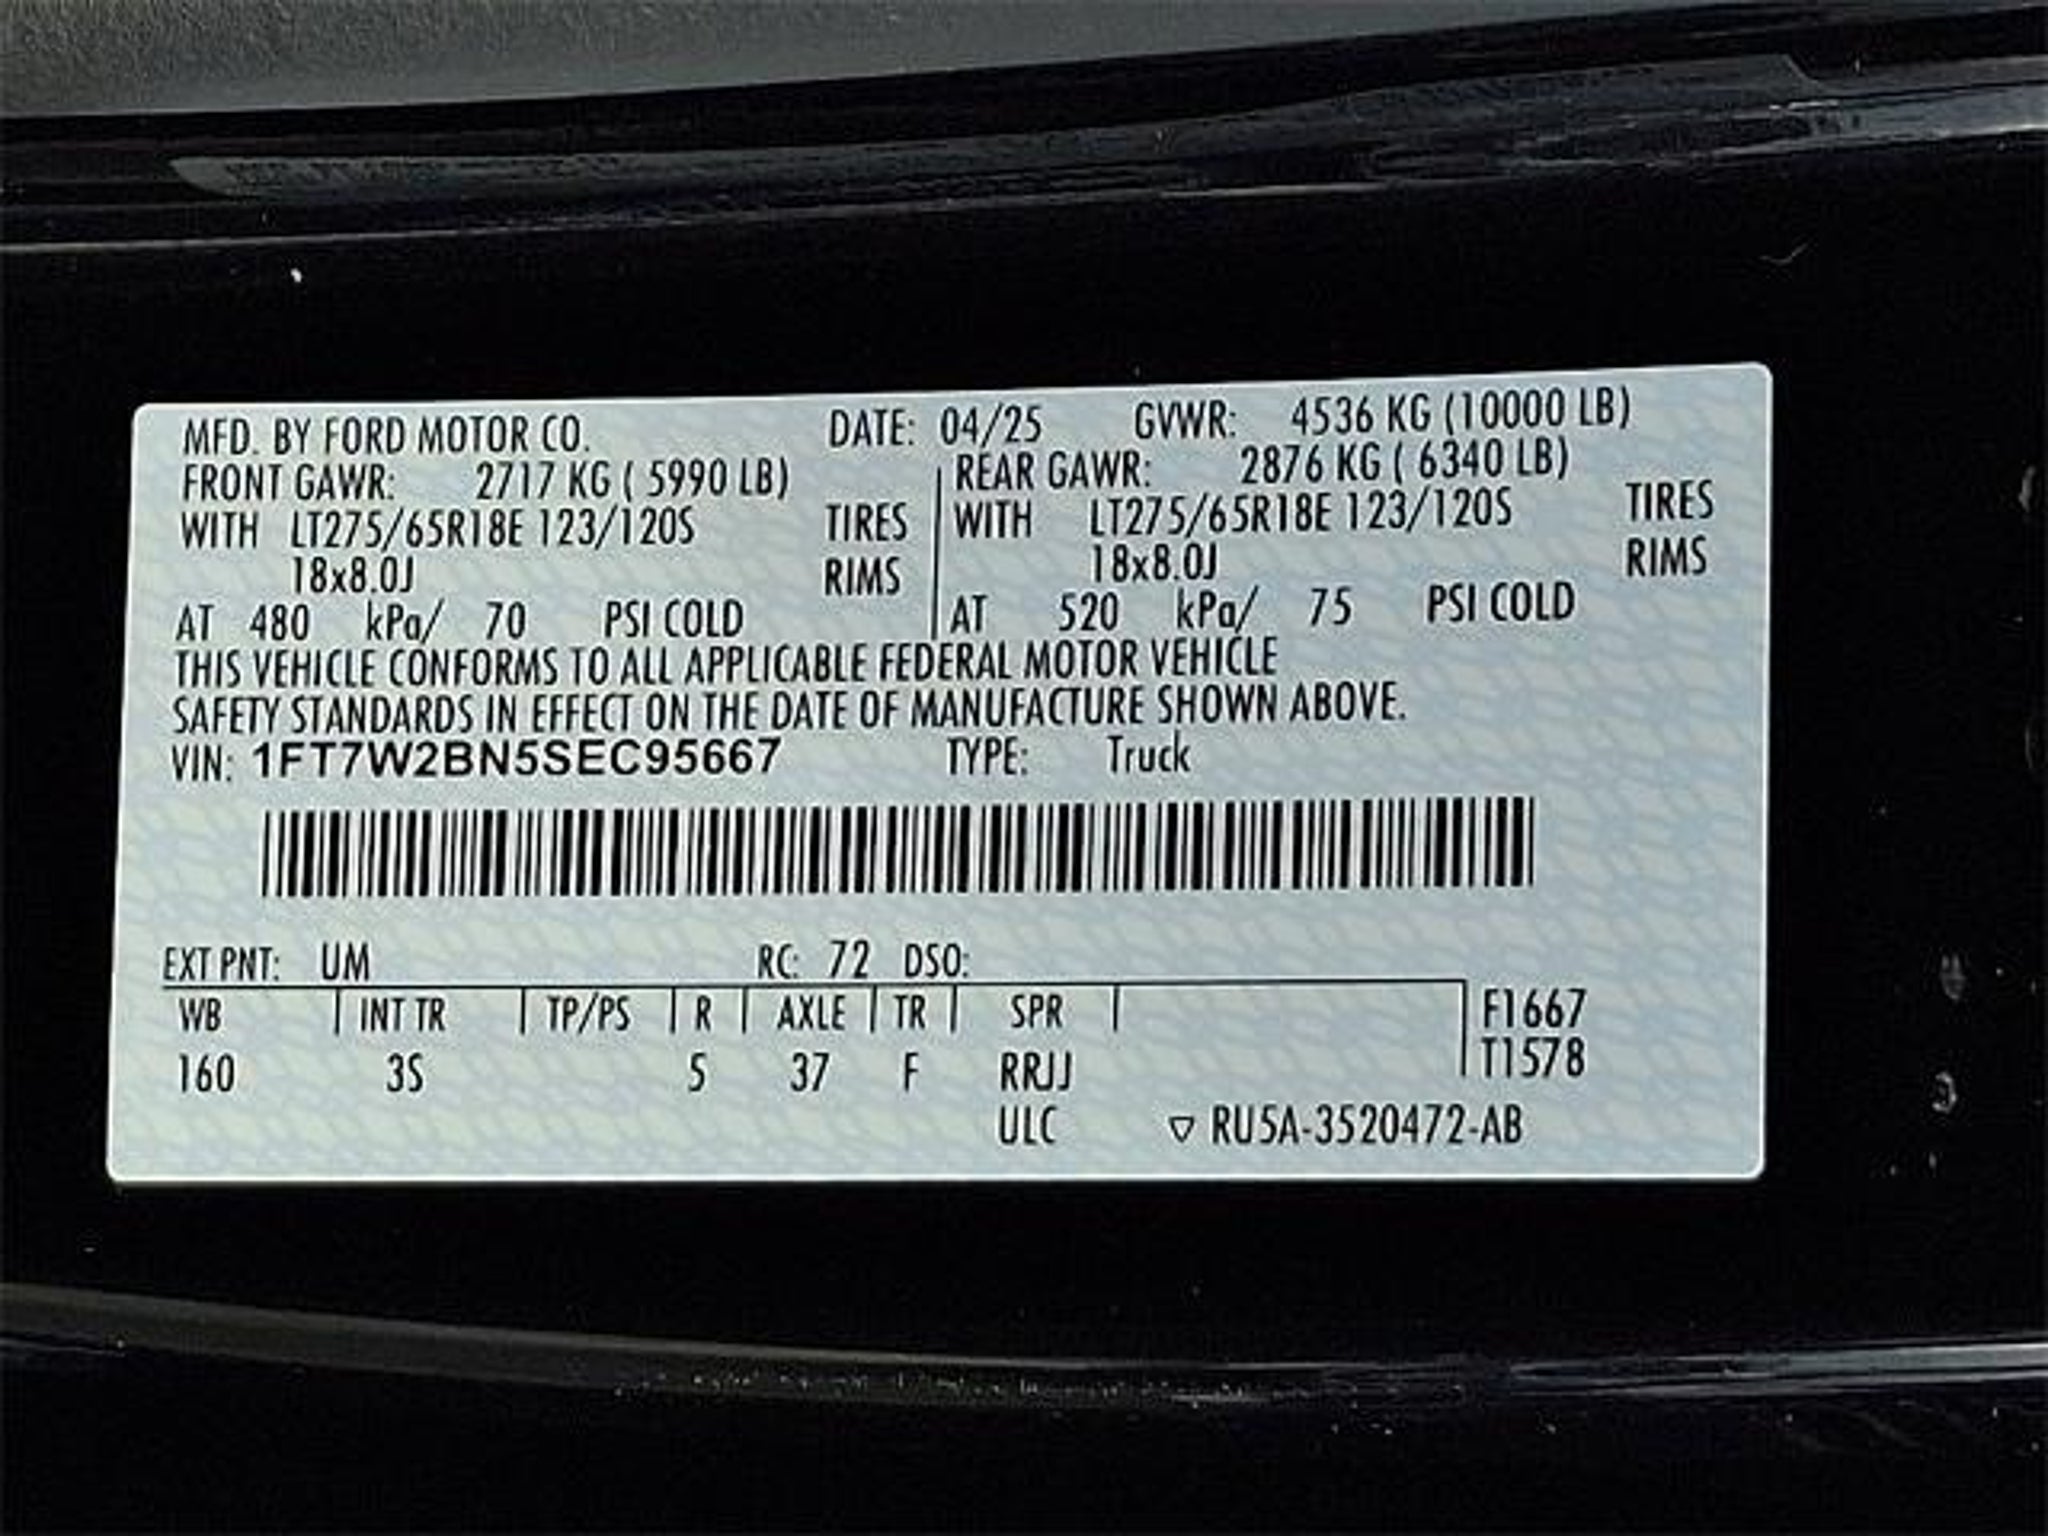 MFD. BY FORD MOTOR CO. DATE: 04/25 GVWR: 4536 KG (10000 LB)
FRONT GAWR: 2717 KG ( 5990 LB) REAR GAWR: 2876 KG ( 6340 LB)
WITH LT275/65R18E 123/120S TIRES WITH LT275/65R18E 123/120S TIRES
18x8.0J RIMS 18x8.0J RIMS
AT 480 kPa/ 70 PSI COLD AT 520 kPa/ 75 PSI COLD
THIS VEHICLE CONFORMS TO ALL APPLICABLE FEDERAL MOTOR VEHICLE
SAFETY STANDARDS IN EFFECT ON THE DATE OF MANUFACTURE SHOWN ABOVE.
VIN: 1FT7W2BN5SEC95667 TYPE: Truck
EXT PNT: UM RC: 72 DSO:
WB INT TR TP/PS R AXLE TR SPR F1667
T1578
160 3S 5 37 F RRJJ
ULC ▽ RU5A-3520472-AB